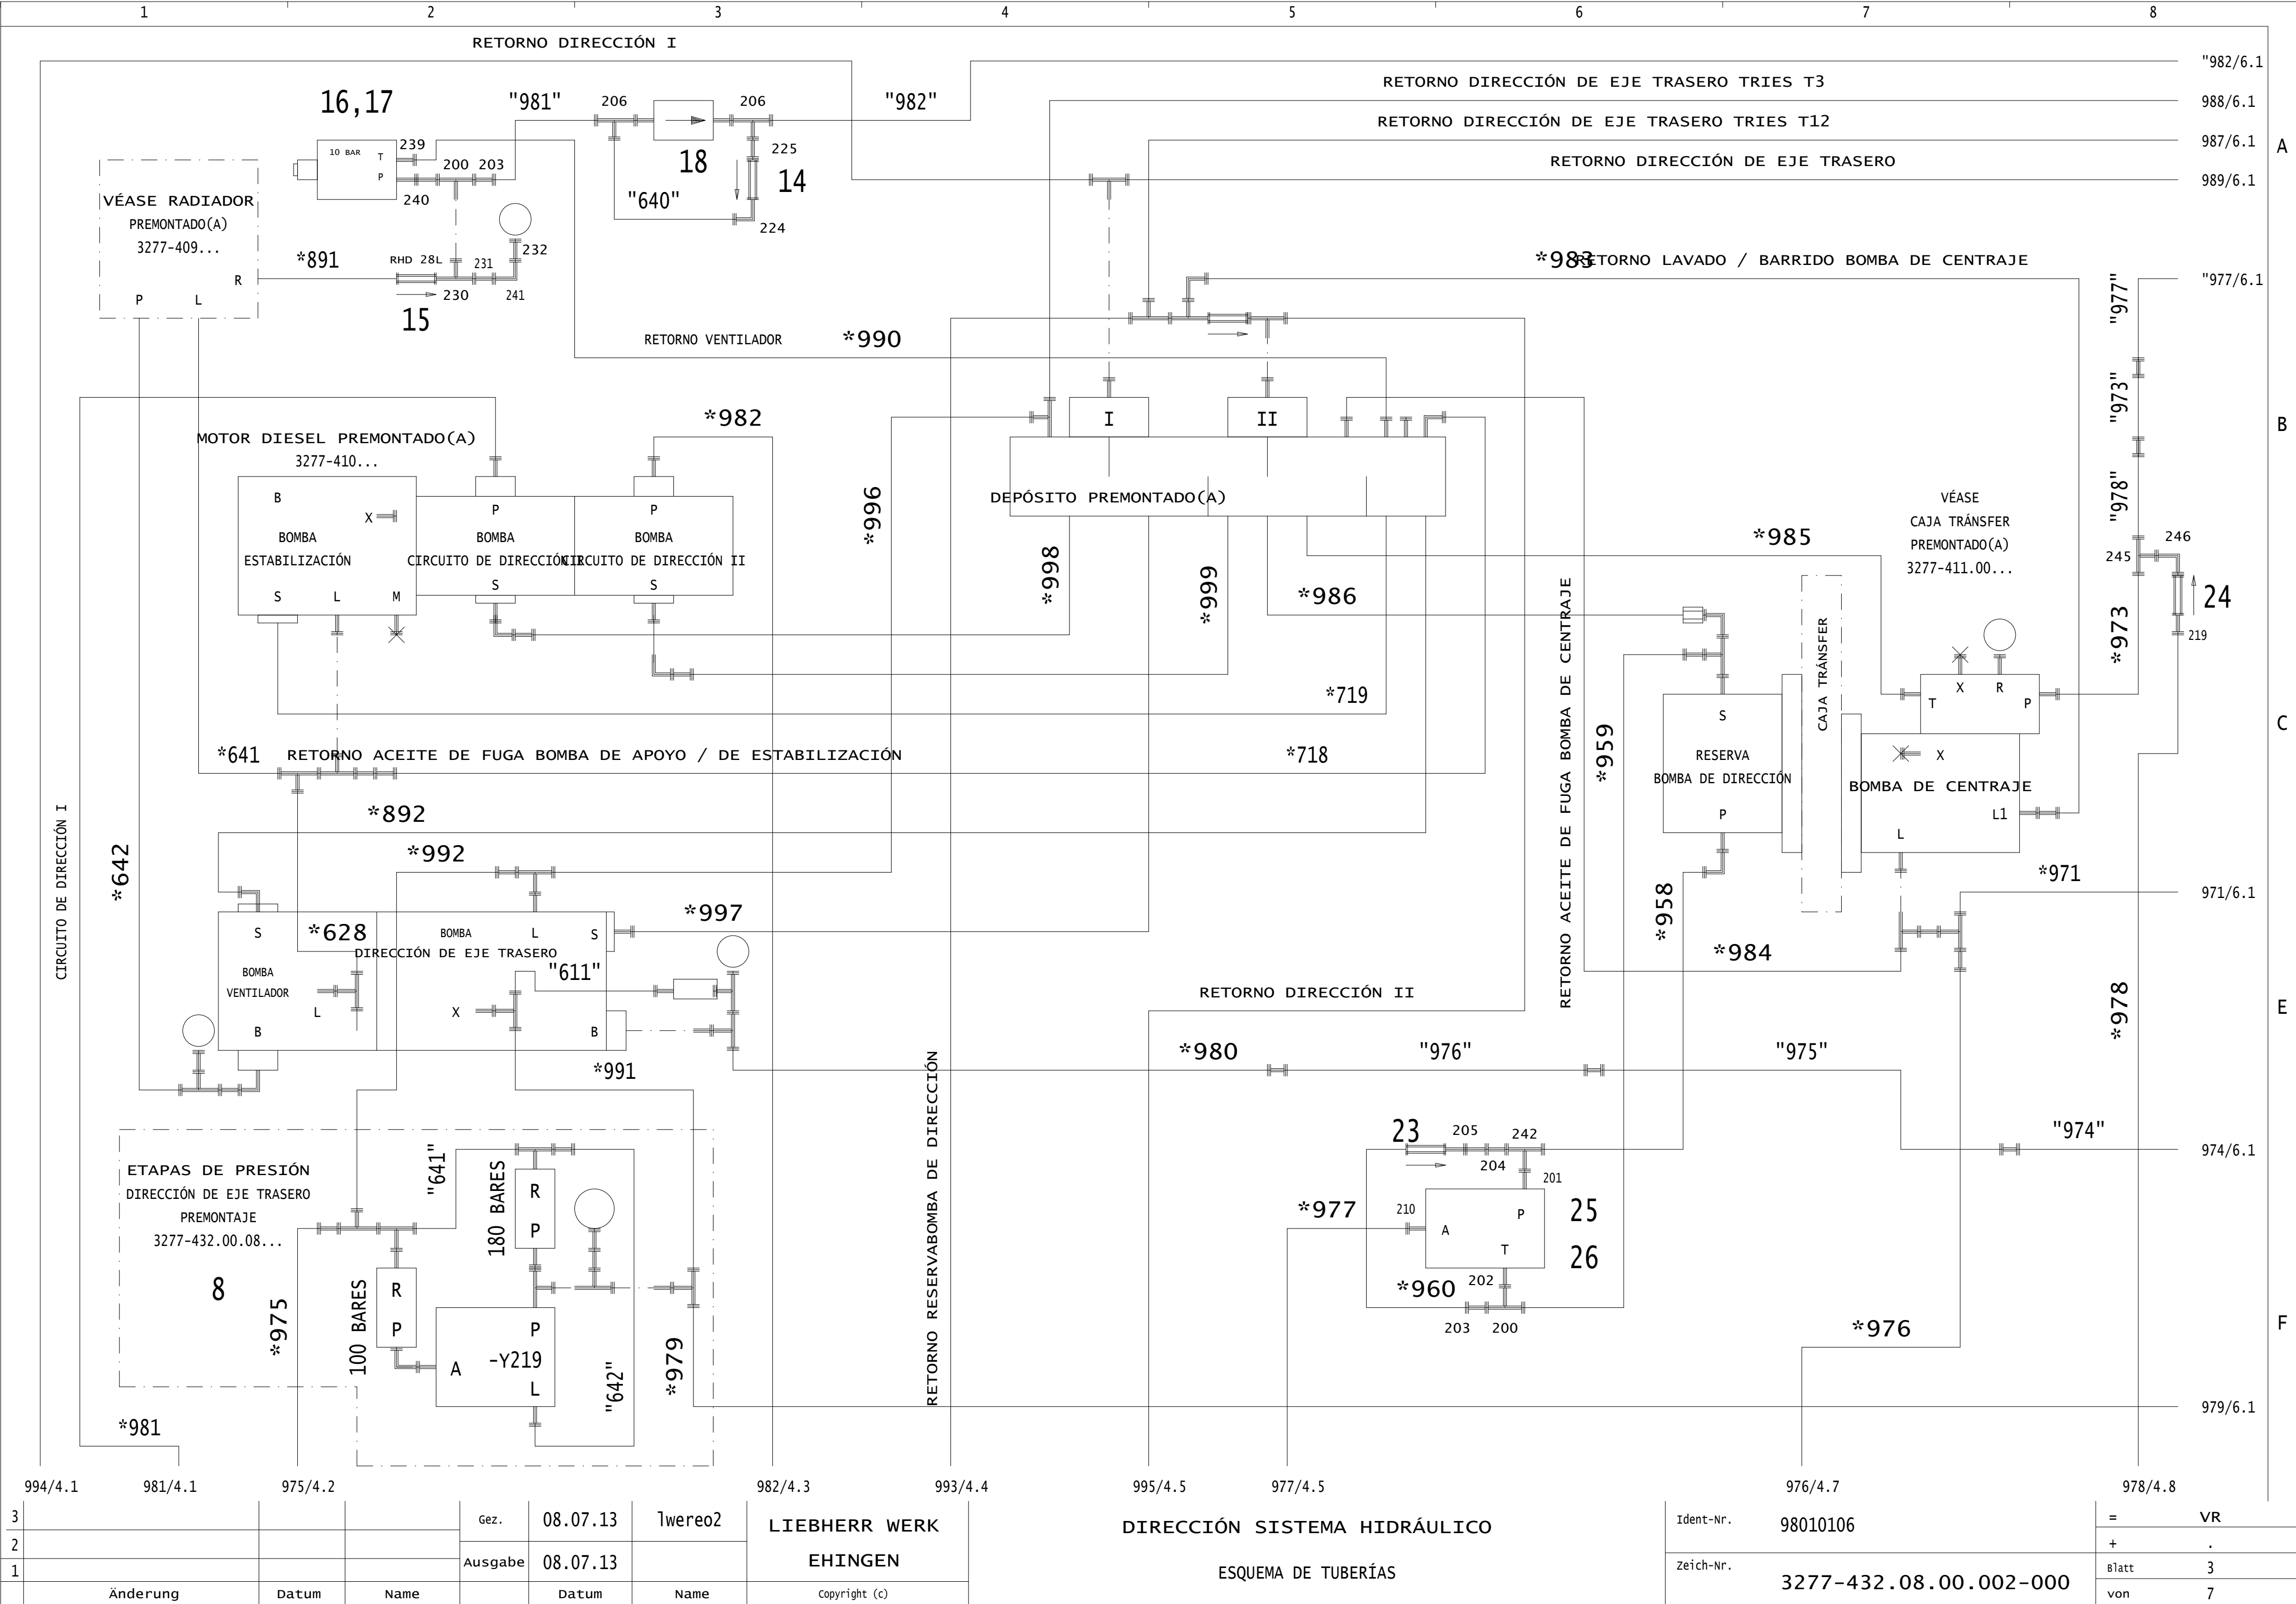 1 2 3 4 5 6 7 8
RETORNO DIRECCIÓN I
"982/6.1
RETORNO DIRECCIÓN DE EJE TRASERO TRIES T3
16,17
"981"
206
206
"982"
988/6.1
RETORNO DIRECCIÓN DE EJE TRASERO TRIES T12
987/6.1
A
10 BAR
T
P
239
200 203
240
18
225
14
"640"
224
RETORNO DIRECCIÓN DE EJE TRASERO
989/6.1
VÉASE RADIADOR
PREMONTADO(A)
3277-409...
R
P L
*891
RHD 28L
231
232
230
241
15
*983
RETORNO LAVADO / BARRIDO BOMBA DE CENTRAJE
"977"
"977/6.1
RETORNO VENTILADOR
*990
"973"
"978"
B
I
II
DEPÓSITO PREMONTADO(A)
*982
MOTOR DIESEL PREMONTADO(A)
3277-410...
B
X
BOMBA
ESTABILIZACIÓN
S L M
P
BOMBA
CIRCUITO DE DIRECCIÓN I
S
P
BOMBA
CIRCUITO DE DIRECCIÓN II
S
*996
*998
*999
*985
*986
VÉASE
CAJA TRÁNSFER
PREMONTADO(A)
3277-411.00...
245
246
24
219
*973
*719
C
*641
RETORNO ACEITE DE FUGA BOMBA DE APOYO / DE ESTABILIZACIÓN
*718
RETORNO ACEITE DE FUGA BOMBA DE CENTRAJE
*959
S
RESERVA
BOMBA DE DIRECCIÓN
P
CAJA TRÁNSFER
T
X
R
P
X
BOMBA DE CENTRAJE
L1
L
CIRCUITO DE DIRECCIÓN I
*642
*892
*992
*997
*958
*971
971/6.1
*984
S
BOMBA
VENTILADOR
L
B
*628
BOMBA
DIRECCIÓN DE EJE TRASERO
L
S
"611"
X
B
*991
RETORNO DIRECCIÓN II
*978
E
*980
"976"
"975"
"974"
974/6.1
RETORNO RESERVABOMBA DE DIRECCIÓN
ETAPAS DE PRESIÓN
DIRECCIÓN DE EJE TRASERO
PREMONTAJE
3277-432.00.08...
8
*975
"641"
180 BARES
R
P
100 BARES
R
P
A
P
-Y219
L
"642"
*979
23
205
242
204
201
*977
210
A
P
T
25
26
*960
202
203 200
*976
F
979/6.1
*981
994/4.1 981/4.1 975/4.2 982/4.3 993/4.4 995/4.5 977/4.5 976/4.7 978/4.8
3
2
1
Änderung Datum Name
Gez. 08.07.13 lwereo2
Ausgabe 08.07.13
Datum Name
LIEBHERR WERK
EHINGEN
Copyright (c)
DIRECCIÓN SISTEMA HIDRÁULICO
ESQUEMA DE TUBERÍAS
Ident-Nr. 98010106
Zeich-Nr. 3277-432.08.00.002-000
= VR
+ .
Blatt 3
von 7